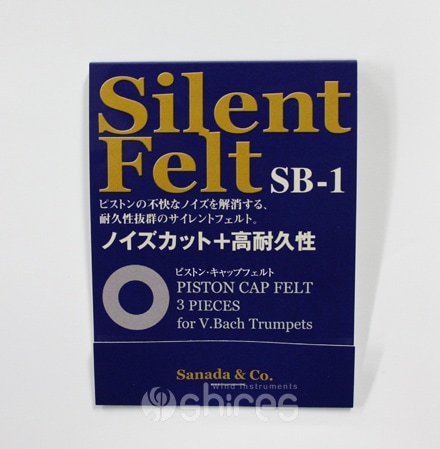 Silent
Felt SB-1
ピストンの不快なノイズを解消する、
耐久性抜群のサイレントフェルト。
ノイズカット+高耐久性
ピストン・キャップフェルト
PISTON CAP FELT
3 PIECES
for V.Bach Trumpets
Sanada & Co.
Wind instruments
shires